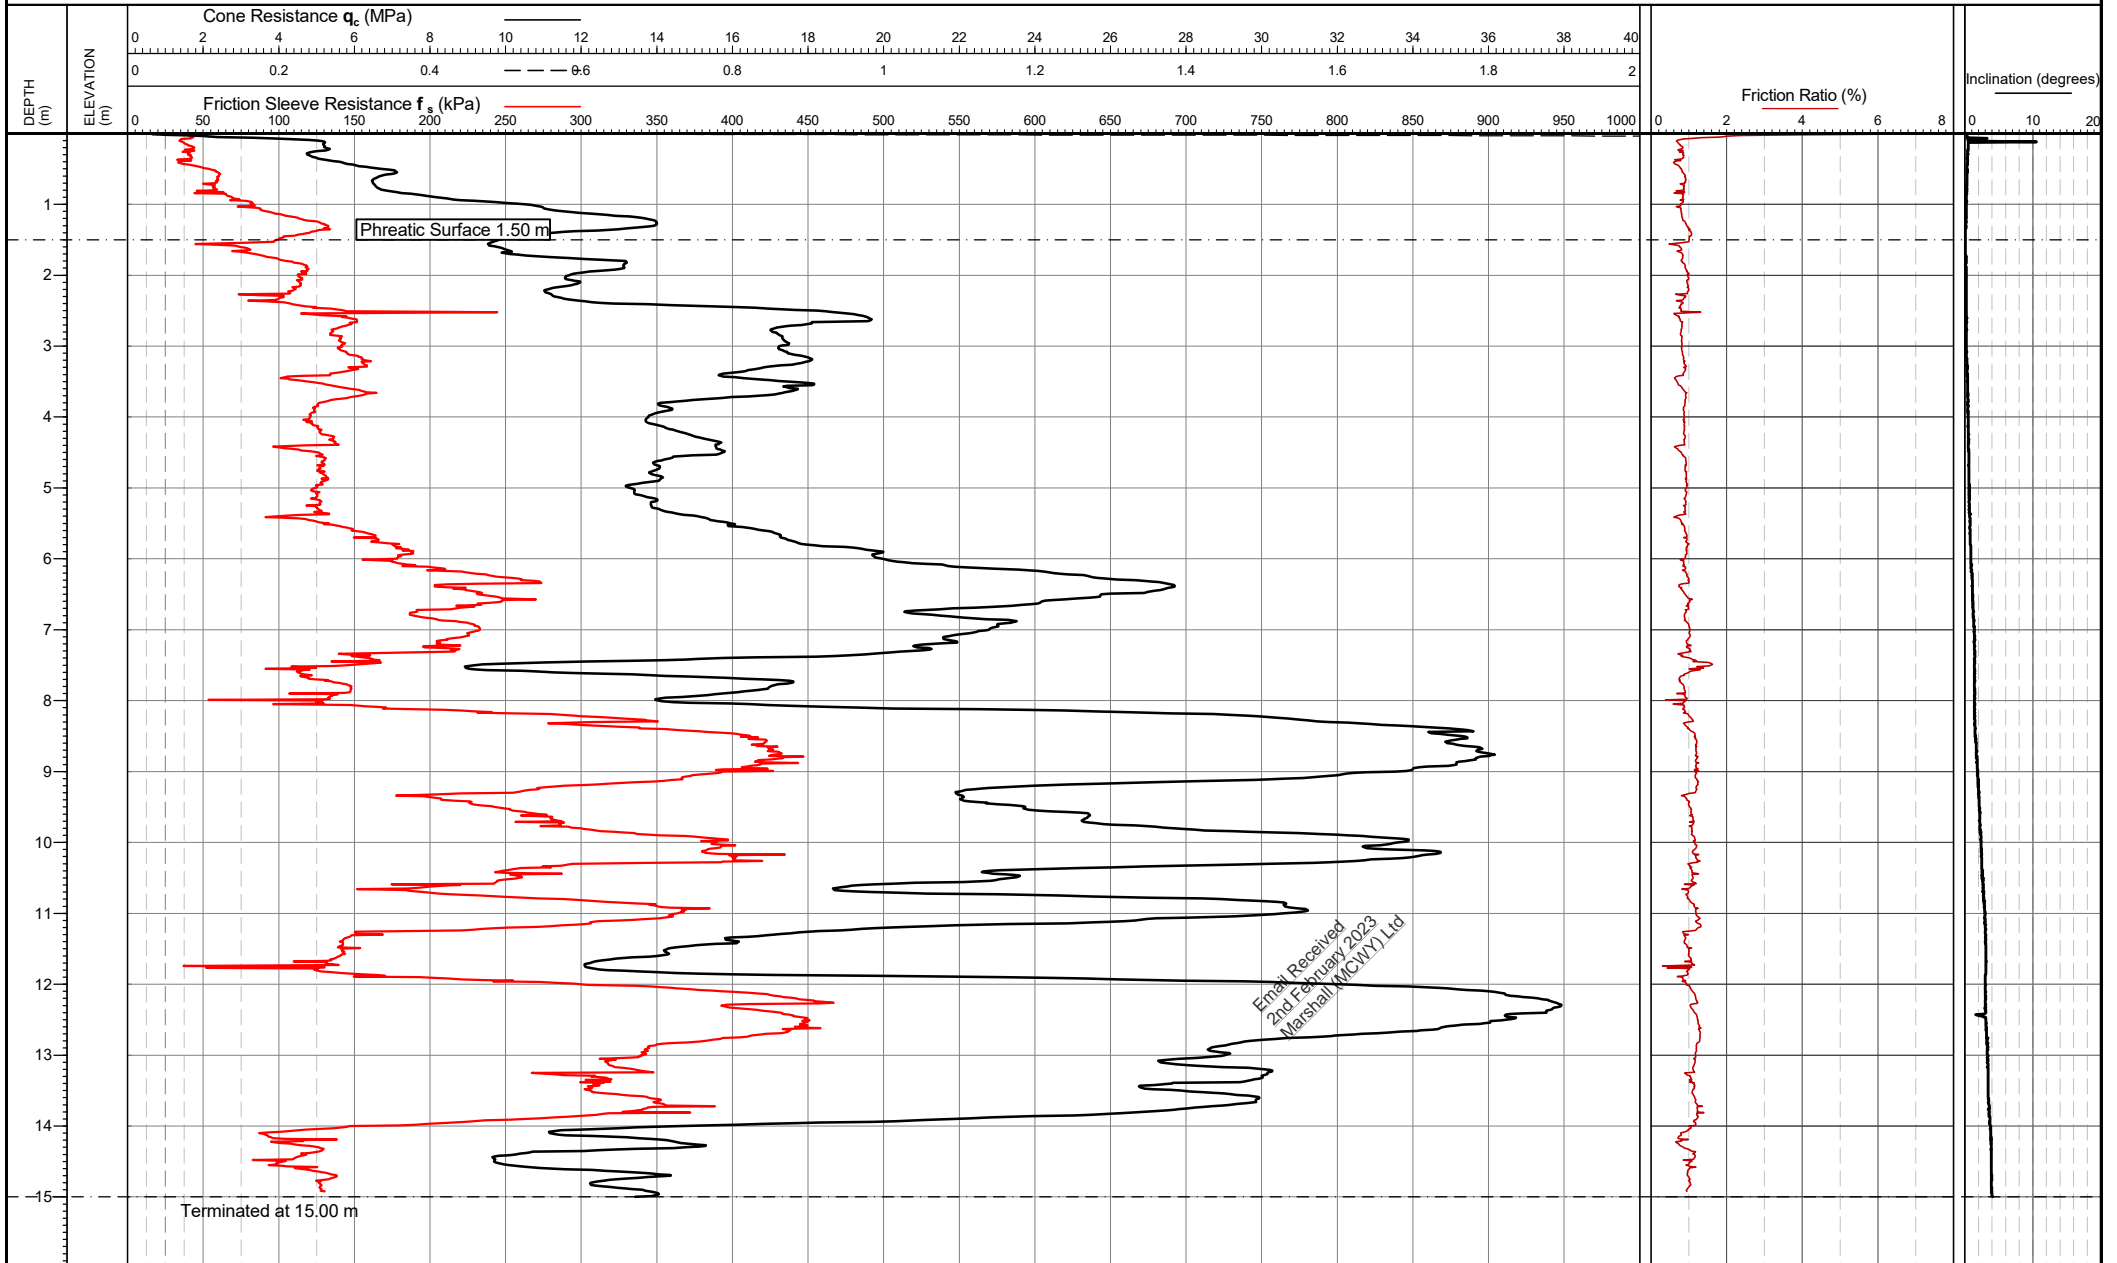 Cone Resistance qc (MPa)
0 2 4 6 8 10 12 14 16 18 20 22 24 26 28 30 32 34 36 38 40
0 0.2 0.4 0.6 0.8 1 1.2 1.4 1.6 1.8 2
Friction Sleeve Resistance fs (kPa)
0 50 100 150 200 250 300 350 400 450 500 550 600 650 700 750 800 850 900 950 1000
DEPTH
(m)
ELEVATION
(m)
Friction Ratio (%)
0 2 4 6 8
Inclination (degrees)
0 10 20
1
Phreatic Surface 1.50 m
2
3
4
5
6
7
8
9
10
11
Email Received
2nd February 2023
Marshall (MCWY) Ltd
12
13
14
15
Terminated at 15.00 m